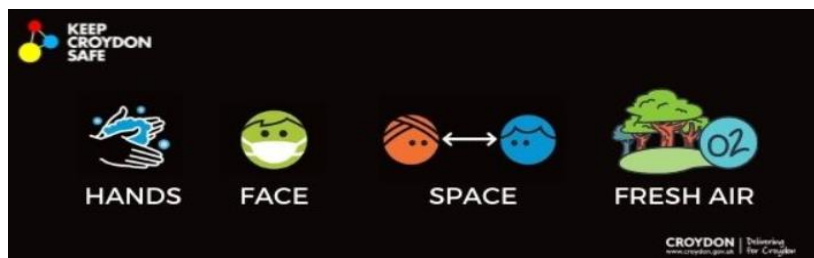 KEEP
CROYDON
SAFE
O2
HANDS
FACE
SPACE
FRESH AIR
CROYDON | Delivering
www.croydon.gov.uk | for Croydon